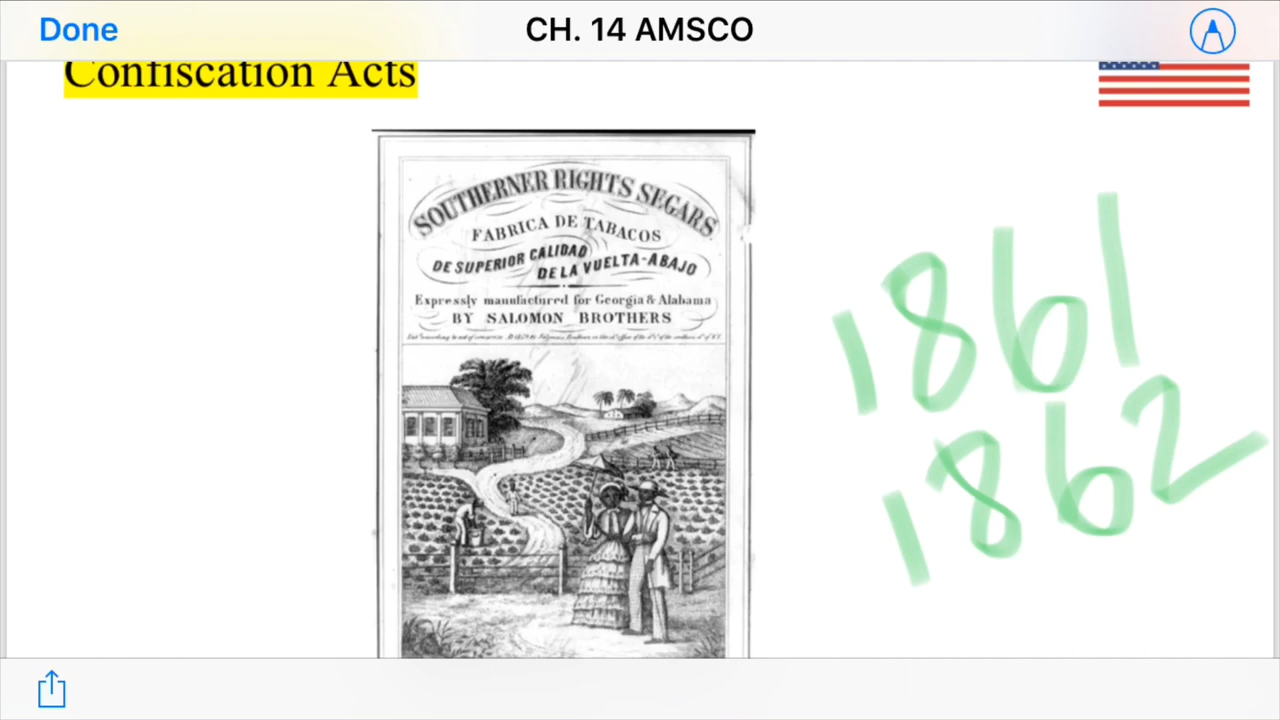 Done
CH. 14 AMSCO
Confiscation Acts
SOUTHERNER RIGHTS SEGARS
FABRICA DE TABACOS
DE SUPERIOR CALIDAD
DE LA VUELTA-ABAJO
Expressly manufactured for Georgia & Alabama
BY SALOMON BROTHERS
1861
1862